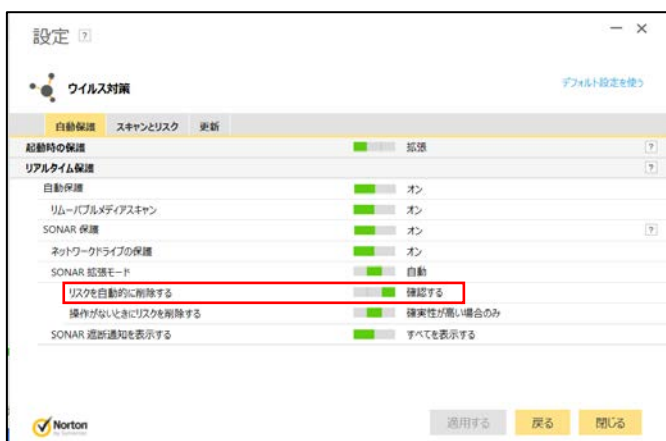 設定 ?
ウイルス対策
デフォルト設定を使う
自動保護 スキャンとリスク 更新
起動時の保護 拡張 ?
リアルタイム保護 ?
自動保護 オン
リムーバブルメディアスキャン オン
SONAR 保護 オン ?
ネットワークドライブの保護 オン
SONAR 拡張モード 自動
リスクを自動的に削除する 確認する
操作がないときにリスクを削除する 確実性が高い場合のみ
SONAR 遮断通知を表示する すべてを表示する
Norton
by Symantec
適用する 戻る 閉じる